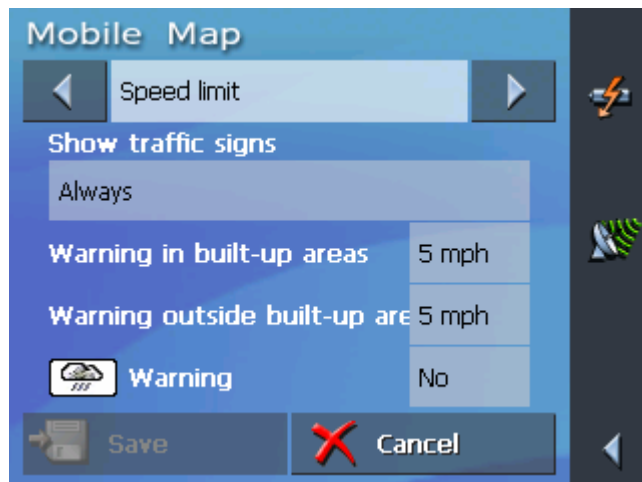 Mobile Map
Speed limit
Show traffic signs
Always
Warning in built-up areas 5 mph
Warning outside built-up are 5 mph
Warning No
Save Cancel